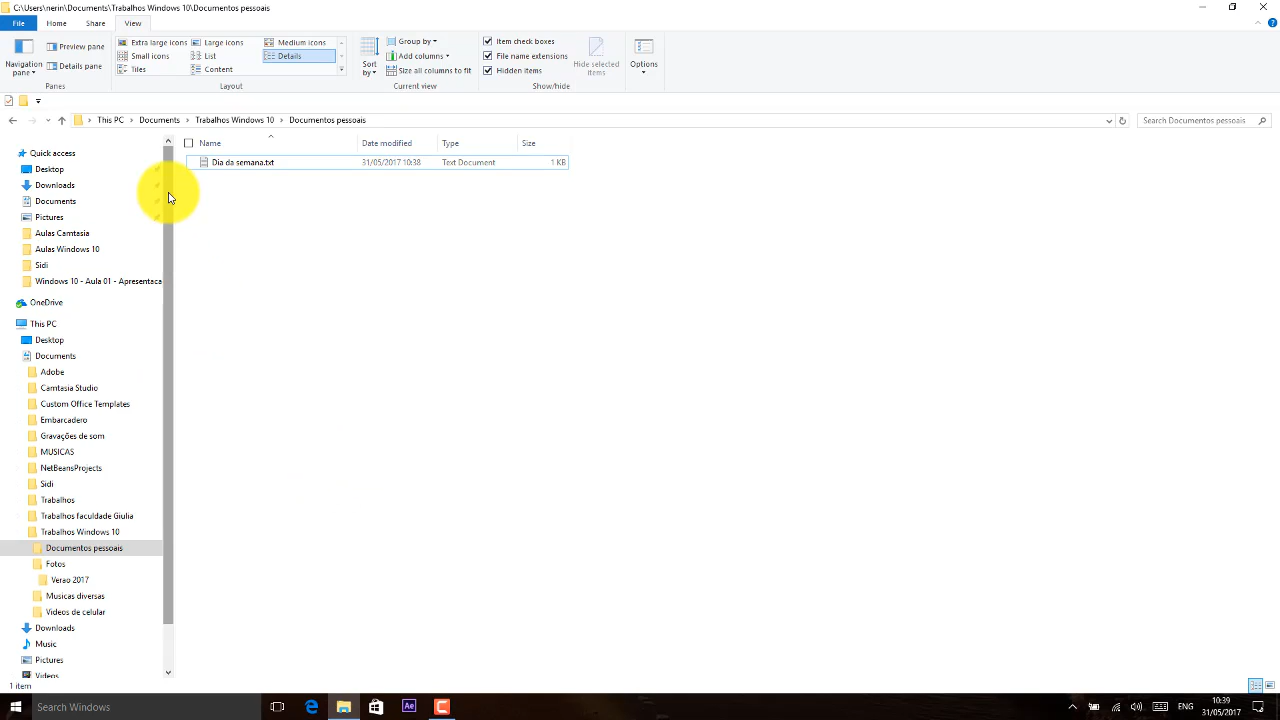 C:\Users\nerin\Documents\Trabalhos Windows 10\Documentos pessoais
File Home Share View
Navigation pane
Preview pane
Details pane
Panes
Extra large icons
Large icons
Medium icons
Small icons
List
Details
Tiles
Content
Layout
Sort by
Group by
Add columns
Size all columns to fit
Current view
Item check boxes
File name extensions
Hidden items
Hide selected
items
Show/hide
Options
This PC > Documents > Trabalhos Windows 10 > Documentos pessoais
Search Documentos pessoais
Name Date modified Type Size
Dia da semana.txt 31/05/2017 10:38 Text Document 1 KB
Quick access
Desktop
Downloads
Documents
Pictures
Aulas Camtasia
Aulas Windows 10
Sidi
Windows 10 - Aula 01 - Apresentaca
OneDrive
This PC
Desktop
Documents
Adobe
Camtasia Studio
Custom Office Templates
Embarcadero
Gravações de som
MUSICAS
NetBeansProjects
Sidi
Trabalhos
Trabalhos faculdade Giulia
Trabalhos Windows 10
Documentos pessoais
Fotos
Verao 2017
Musicas diversas
Videos de celular
Downloads
Music
Pictures
Videos
1 item
Search Windows
Ae
C
ENG
10:39
31/05/2017